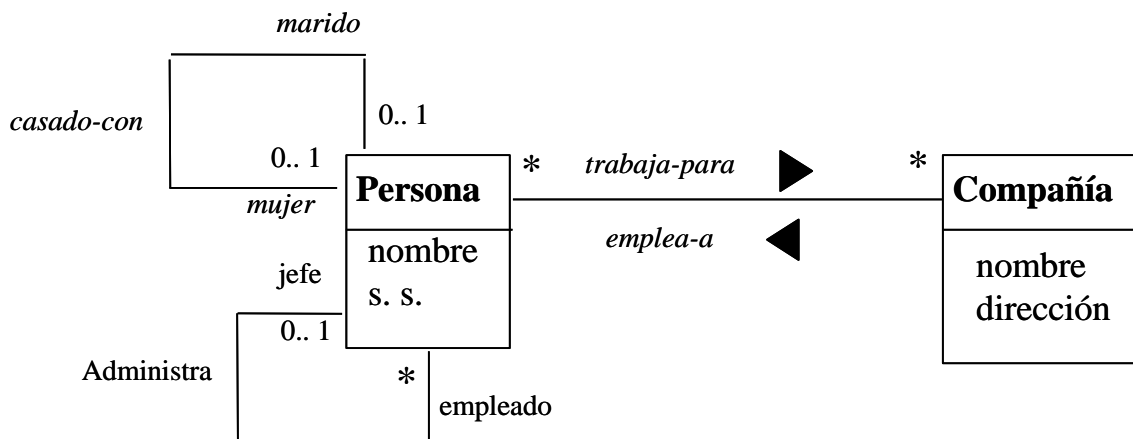 marido
casado-con
0.. 1
0.. 1
mujer
Persona
nombre
s. s.
*
trabaja-para
*
emplea-a
Compañía
nombre
dirección
jefe
0.. 1
Administra
*
empleado